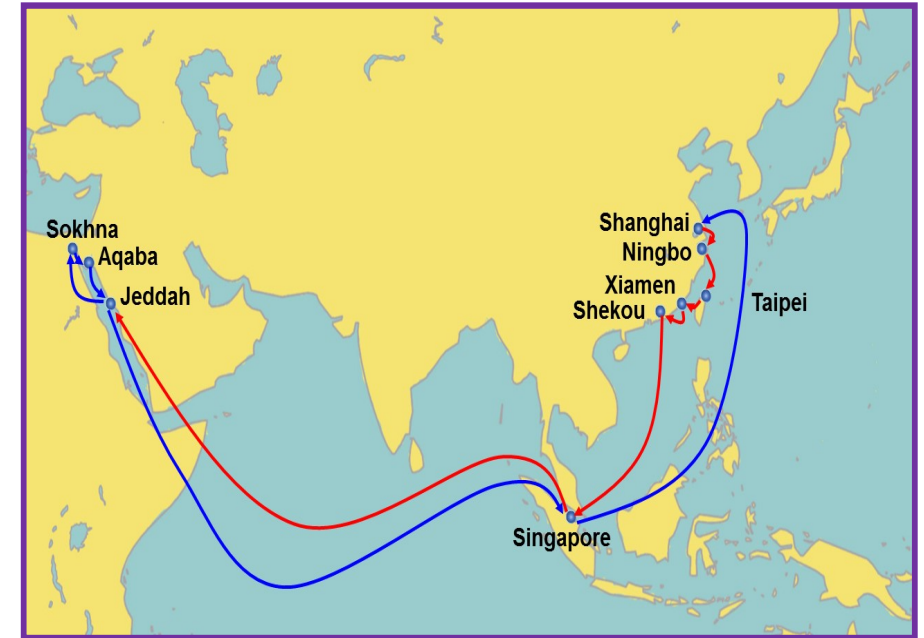 Sokhna
Aqaba
Jeddah
Shanghai
Ningbo
Xiamen
Shekou
Taipei
Singapore